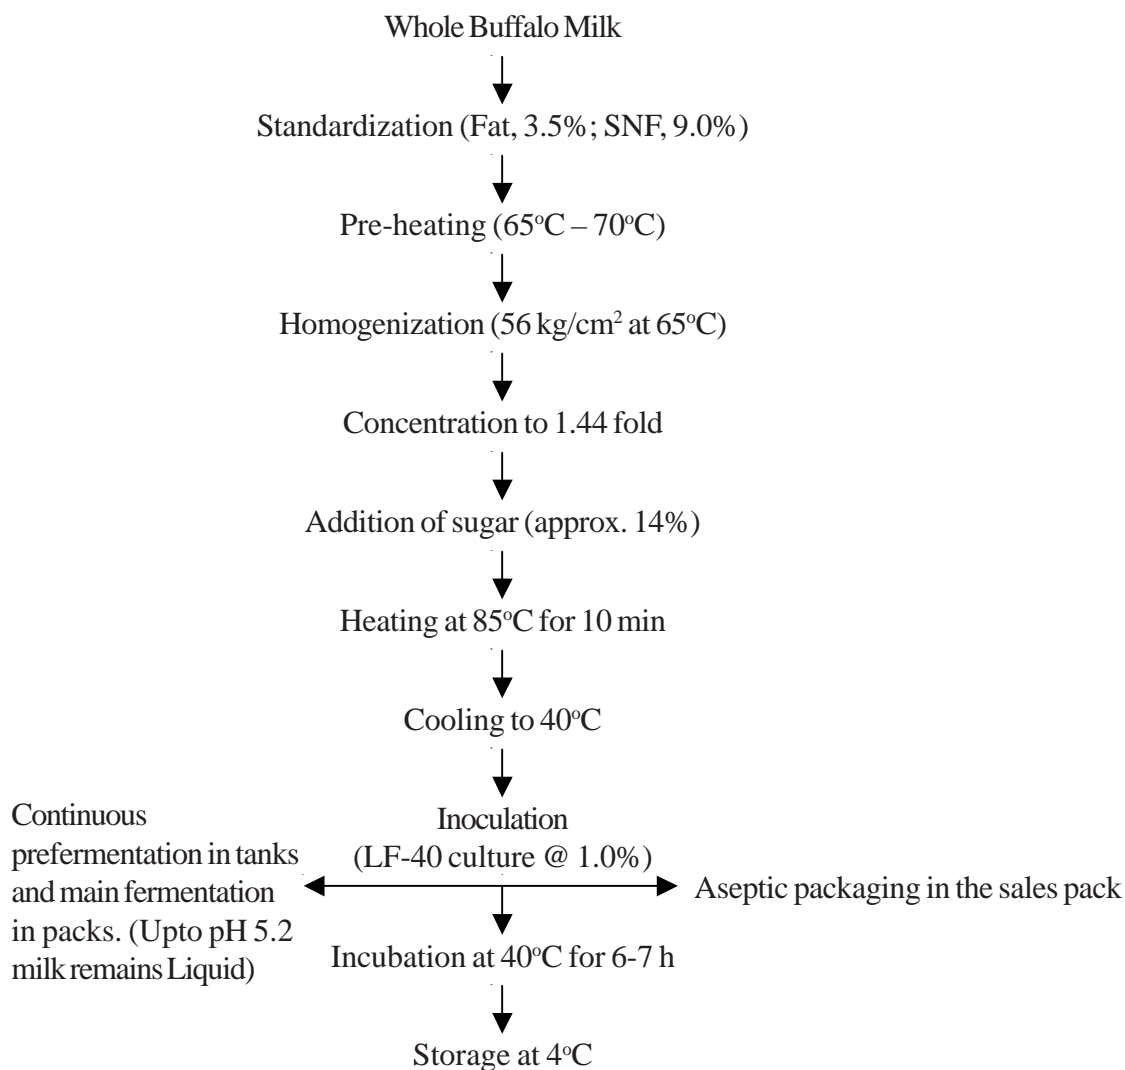 Whole Buffalo Milk
Standardization (Fat, 3.5%; SNF, 9.0%)
Pre-heating (65°C – 70°C)
Homogenization (56 kg/cm² at 65°C)
Concentration to 1.44 fold
Addition of sugar (approx. 14%)
Heating at 85°C for 10 min
Cooling to 40°C
Inoculation
(LF-40 culture @ 1.0%)
Continuous
prefermentation in tanks
and main fermentation
in packs. (Upto pH 5.2
milk remains Liquid)
Aseptic packaging in the sales pack
Incubation at 40°C for 6-7 h
Storage at 4°C